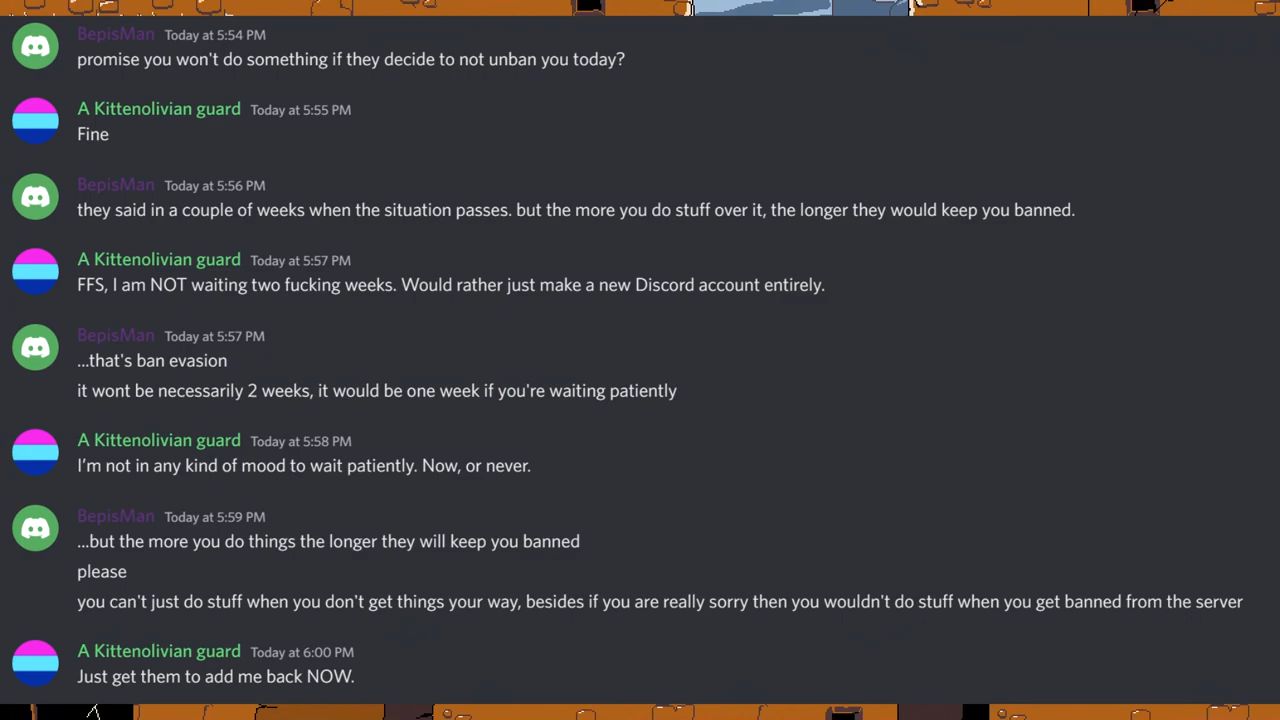 BepisMan Today at 5:54 PM
promise you won't do something if they decide to not unban you today?
A Kittenolivian guard Today at 5:55 PM
Fine
BepisMan Today at 5:56 PM
they said in a couple of weeks when the situation passes. but the more you do stuff over it, the longer they would keep you banned.
A Kittenolivian guard Today at 5:57 PM
FFS, I am NOT waiting two fucking weeks. Would rather just make a new Discord account entirely.
BepisMan Today at 5:57 PM
...that's ban evasion
it wont be necessarily 2 weeks, it would be one week if you're waiting patiently
A Kittenolivian guard Today at 5:58 PM
I’m not in any kind of mood to wait patiently. Now, or never.
BepisMan Today at 5:59 PM
...but the more you do things the longer they will keep you banned
please
you can't just do stuff when you don't get things your way, besides if you are really sorry then you wouldn't do stuff when you get banned from the server
A Kittenolivian guard Today at 6:00 PM
Just get them to add me back NOW.